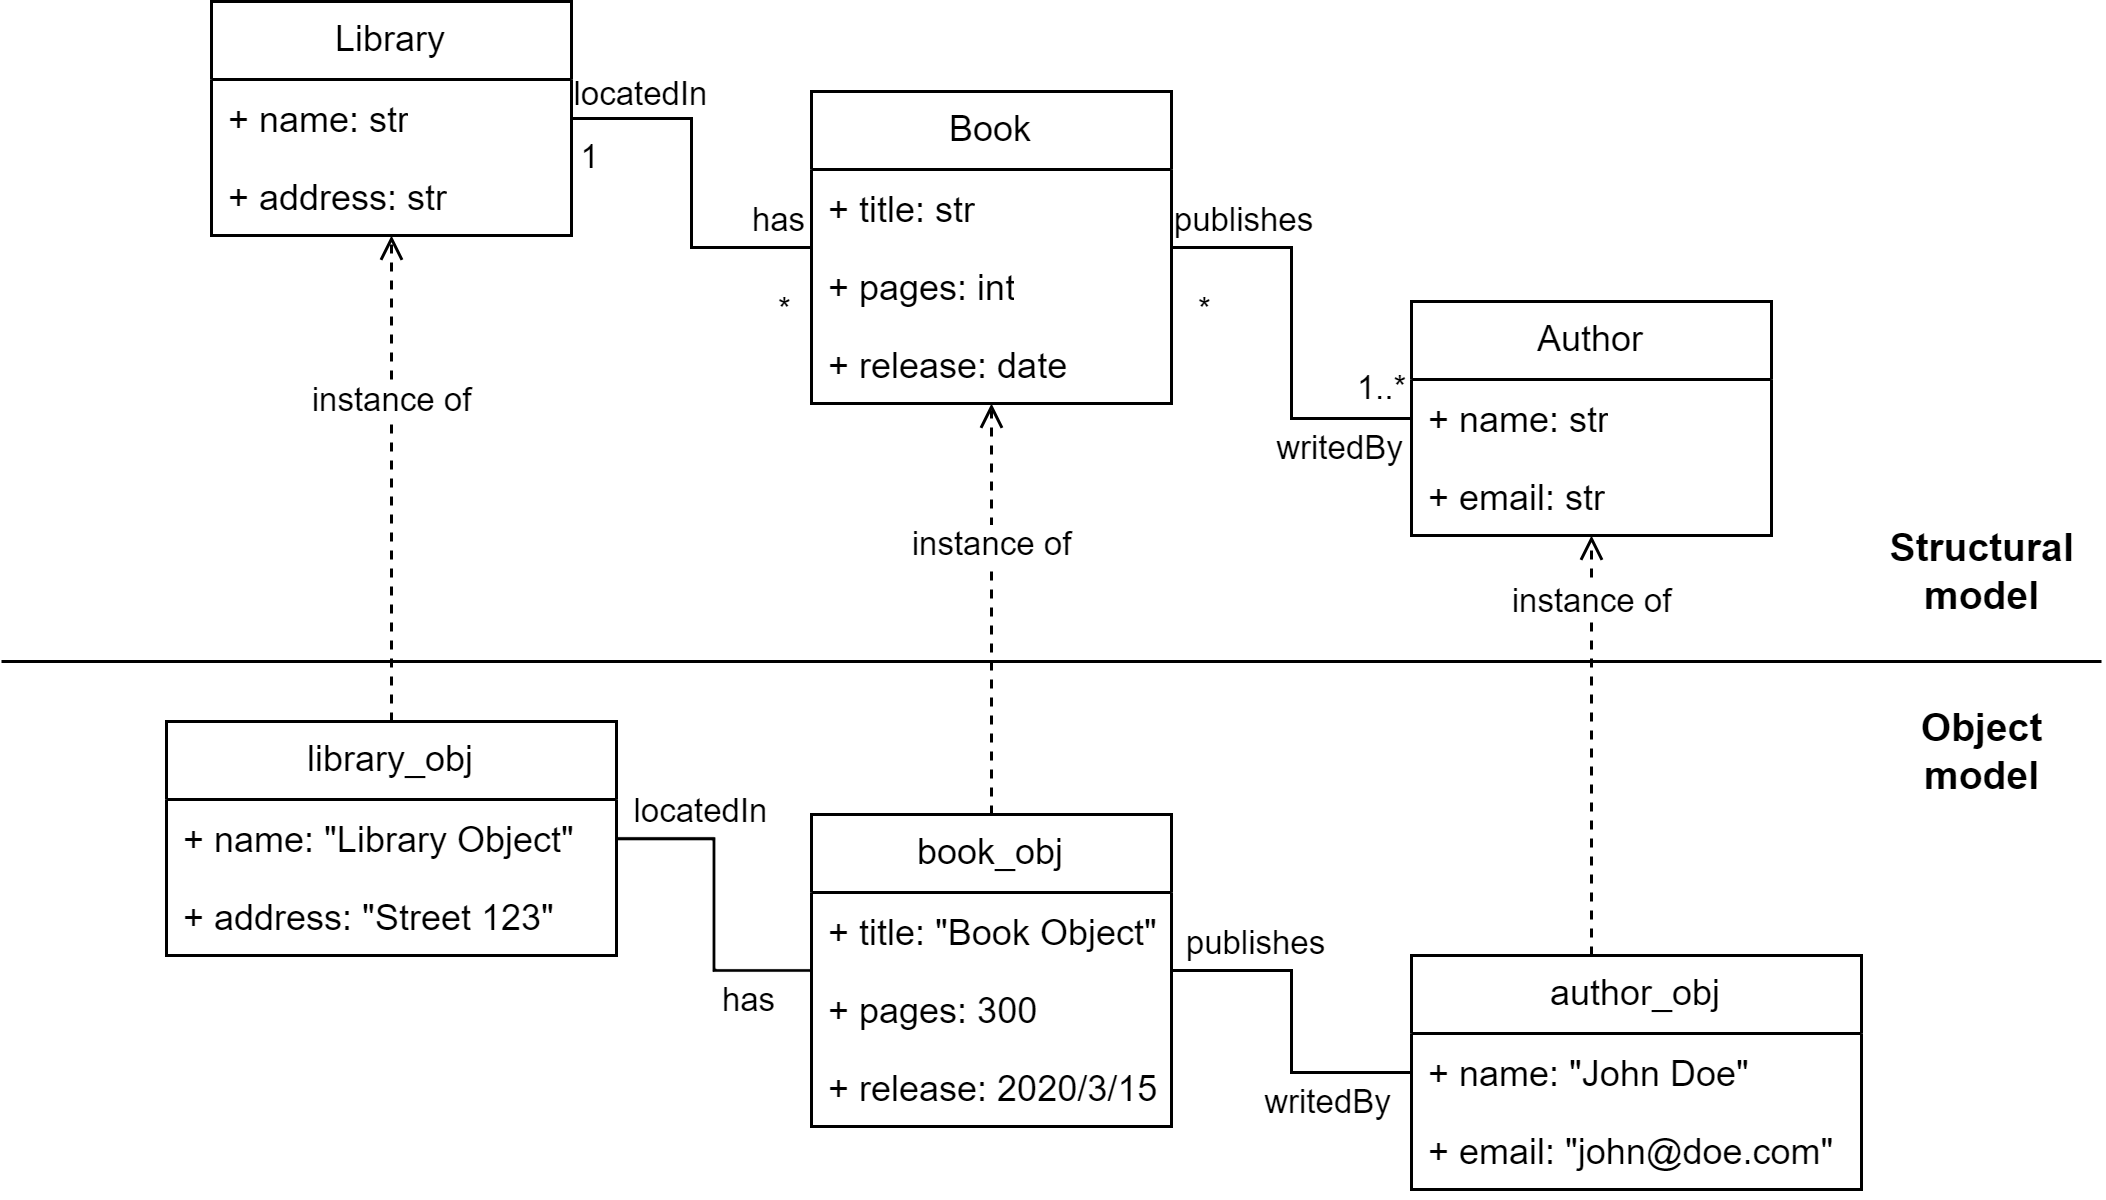 Library
+ name: str
+ address: str
locatedIn
1
has
*
Book
+ title: str
+ pages: int
+ release: date
publishes
*
1..*
writedBy
Author
+ name: str
+ email: str
instance of
instance of
instance of
Structural
model
Object
model
library_obj
+ name: "Library Object"
+ address: "Street 123"
locatedIn
has
book_obj
+ title: "Book Object"
+ pages: 300
+ release: 2020/3/15
publishes
writedBy
author_obj
+ name: "John Doe"
+ email: "john@doe.com"